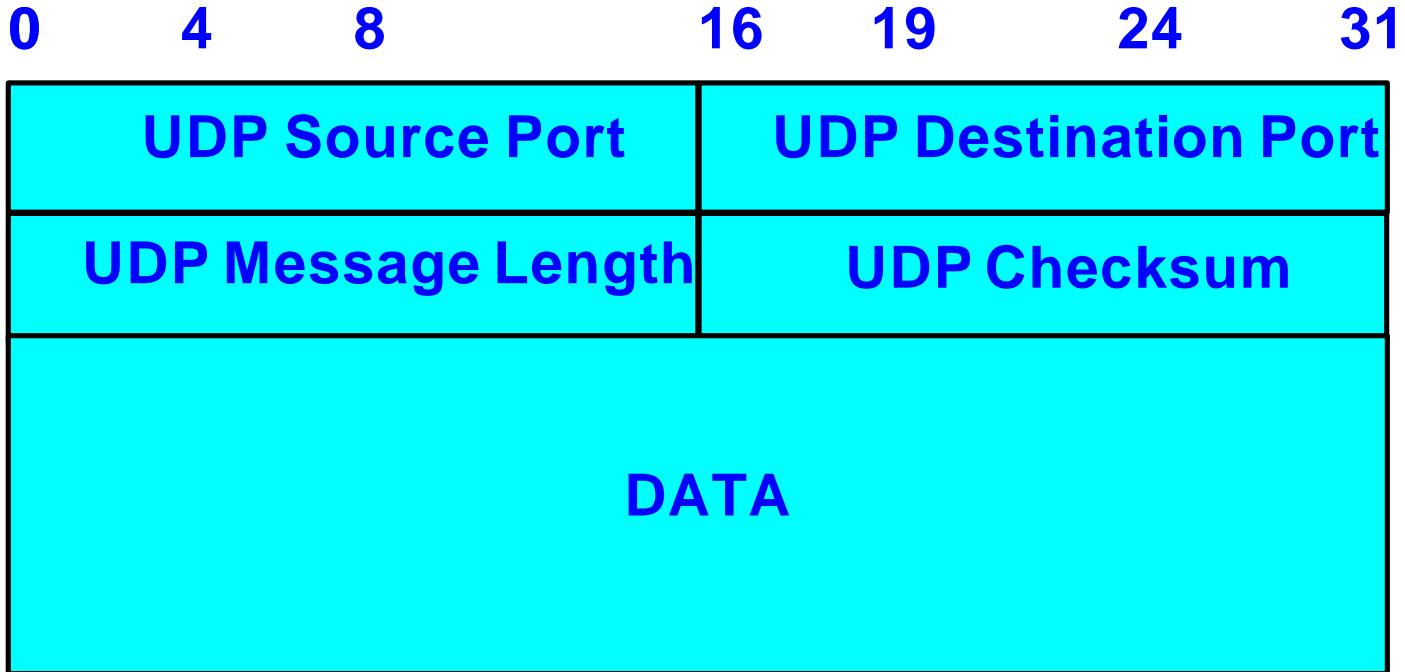 0 4 8 16 19 24 31
UDP Source Port UDP Destination Port
UDP Message Length UDP Checksum
DATA